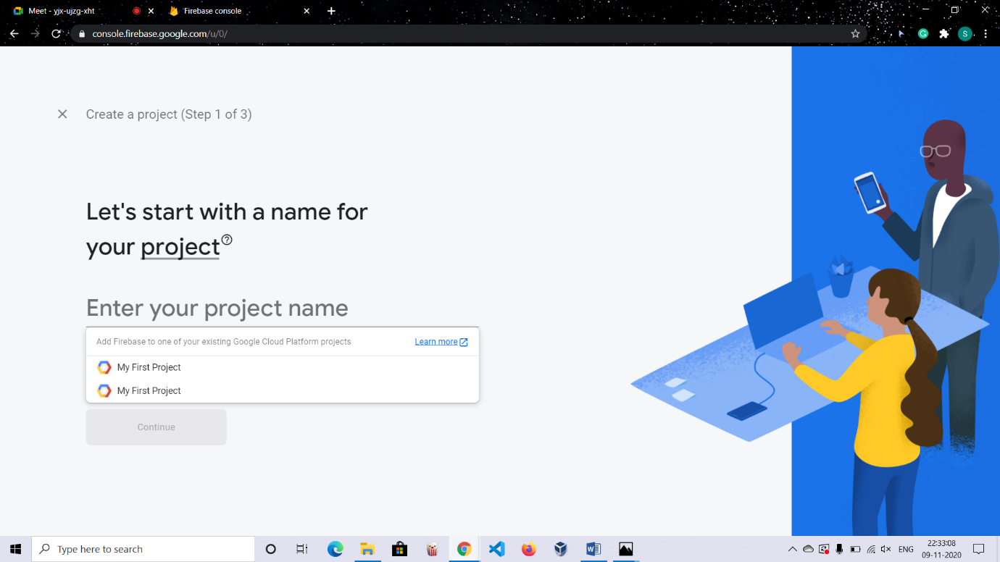 Meet - yjx-ujzg-xht
Firebase console
console.firebase.google.com/u/0/
S
Create a project (Step 1 of 3)
Let's start with a name for
your project
Enter your project name
Add Firebase to one of your existing Google Cloud Platform projects
Learn more
My First Project
My First Project
Continue
Type here to search
ENG
22:33:08
09-11-2020